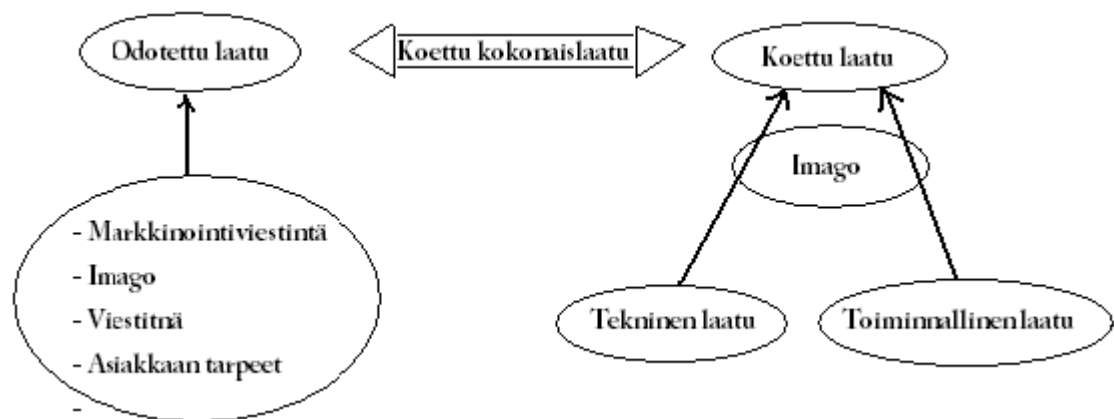 Odotettu laatu
Koettu kokonaislaatu
Koettu laatu
Imago
- Markkinointiviestintä
- Imago
- Viestitnä
- Asiakkaan tarpeet
-
Tekninen laatu
Toiminnallinen laatu